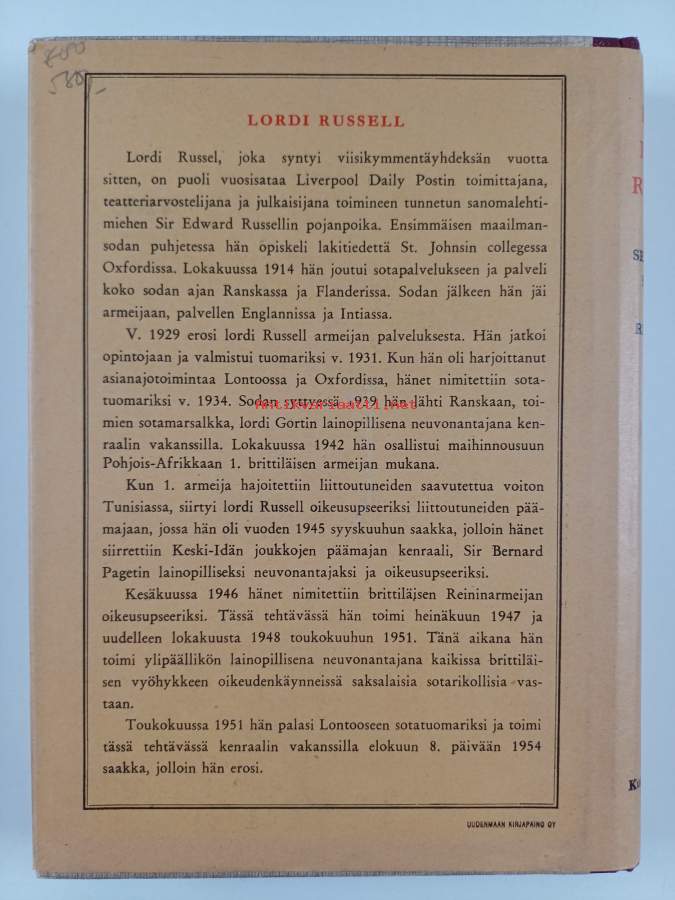 LORDI RUSSELL
Lordi Russel, joka syntyi viisikymmentäyhdeksän vuotta
sitten, on puoli vuosisataa Liverpool Daily Postin toimittajana,
teatteriarvostelijana ja julkaisijana toimineen tunnetun sanomalehti-
miehen Sir Edward Russellin pojanpoika. Ensimmäisen maailman-
sodan puhjetessa hän opiskeli lakitiedettä St. Johnsin collegessa
Oxfordissa. Lokakuussa 1914 hän joutui sotapalvelukseen ja palveli
koko sodan ajan Ranskassa ja Flanderissa. Sodan jälkeen hän jäi
armeijaan, palvellen Englannissa ja Intiassa.
V. 1929 erosi lordi Russell armeijan palveluksesta. Hän jatkoi
opintojaan ja valmistui tuomariksi v. 1931. Kun hän oli harjoittanut
asianajotoimintaa Lontoossa ja Oxfordissa, hänet nimitettiin sota-
tuomariksi v. 1934. Sodan syttyessä 1939 hän lähti Ranskaan, toi-
antikvariaatti.net
mien sotamarsalkka, lordi Gortin lainopillisena neuvonantajana ken-
raalin vakanssilla. Lokakuussa 1942 hän osallistui maihinnousuun
Pohjois-Afrikkaan 1. brittiläisen armeijan mukana.
Kun 1. armeija hajoitettiin liittoutuneiden saavutettua voiton
Tunisiassa, siirtyi lordi Russell oikeusupseeriksi liittoutuneiden pää-
majaan, jossa hän oli vuoden 1945 syyskuuhun saakka, jolloin hänet
siirrettiin Keski-Idän joukkojen päämajan kenraali, Sir Bernard
Pagetin lainopilliseksi neuvonantajaksi ja oikeusupseeriksi.
Kesäkuussa 1946 hänet nimitettiin brittiläisen Reininarmeijan
oikeusupseeriksi. Tässä tehtävässä hän toimi heinäkuun 1947 ja
uudelleen lokakuusta 1948 toukokuuhun 1951. Tänä aikana hän
toimi ylipäällikön lainopillisena neuvonantajana kaikissa brittiläi-
sen vyöhykkeen oikeudenkäynneissä saksalaisia sotarikollisia vas-
taan.
Toukokuussa 1951 hän palasi Lontooseen sotatuomariksi ja toimi
tässä tehtävässä kenraalin vakanssilla elokuun 8. päivään 1954
saakka, jolloin hän erosi.
UUDENMAAN KIRJAPAINO OY